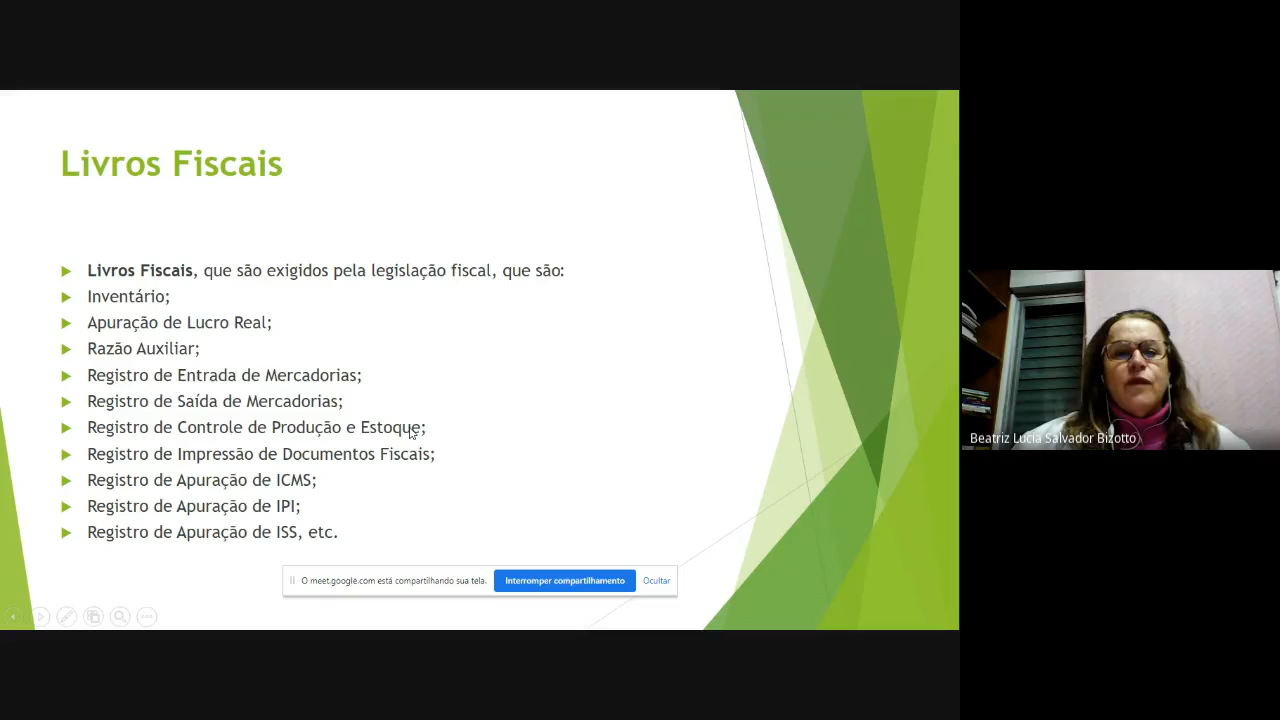 Livros Fiscais
Livros Fiscais, que são exigidos pela legislação fiscal, que são:
Inventário;
Apuração de Lucro Real;
Razão Auxiliar;
Registro de Entrada de Mercadorias;
Registro de Saída de Mercadorias;
Registro de Controle de Produção e Estoque;
Registro de Impressão de Documentos Fiscais;
Registro de Apuração de ICMS;
Registro de Apuração de IPI;
Registro de Apuração de ISS, etc.
O meet.google.com está compartilhando sua tela.
Interromper compartilhamento
Ocultar
Beatriz Lucia Salvador Bizotto